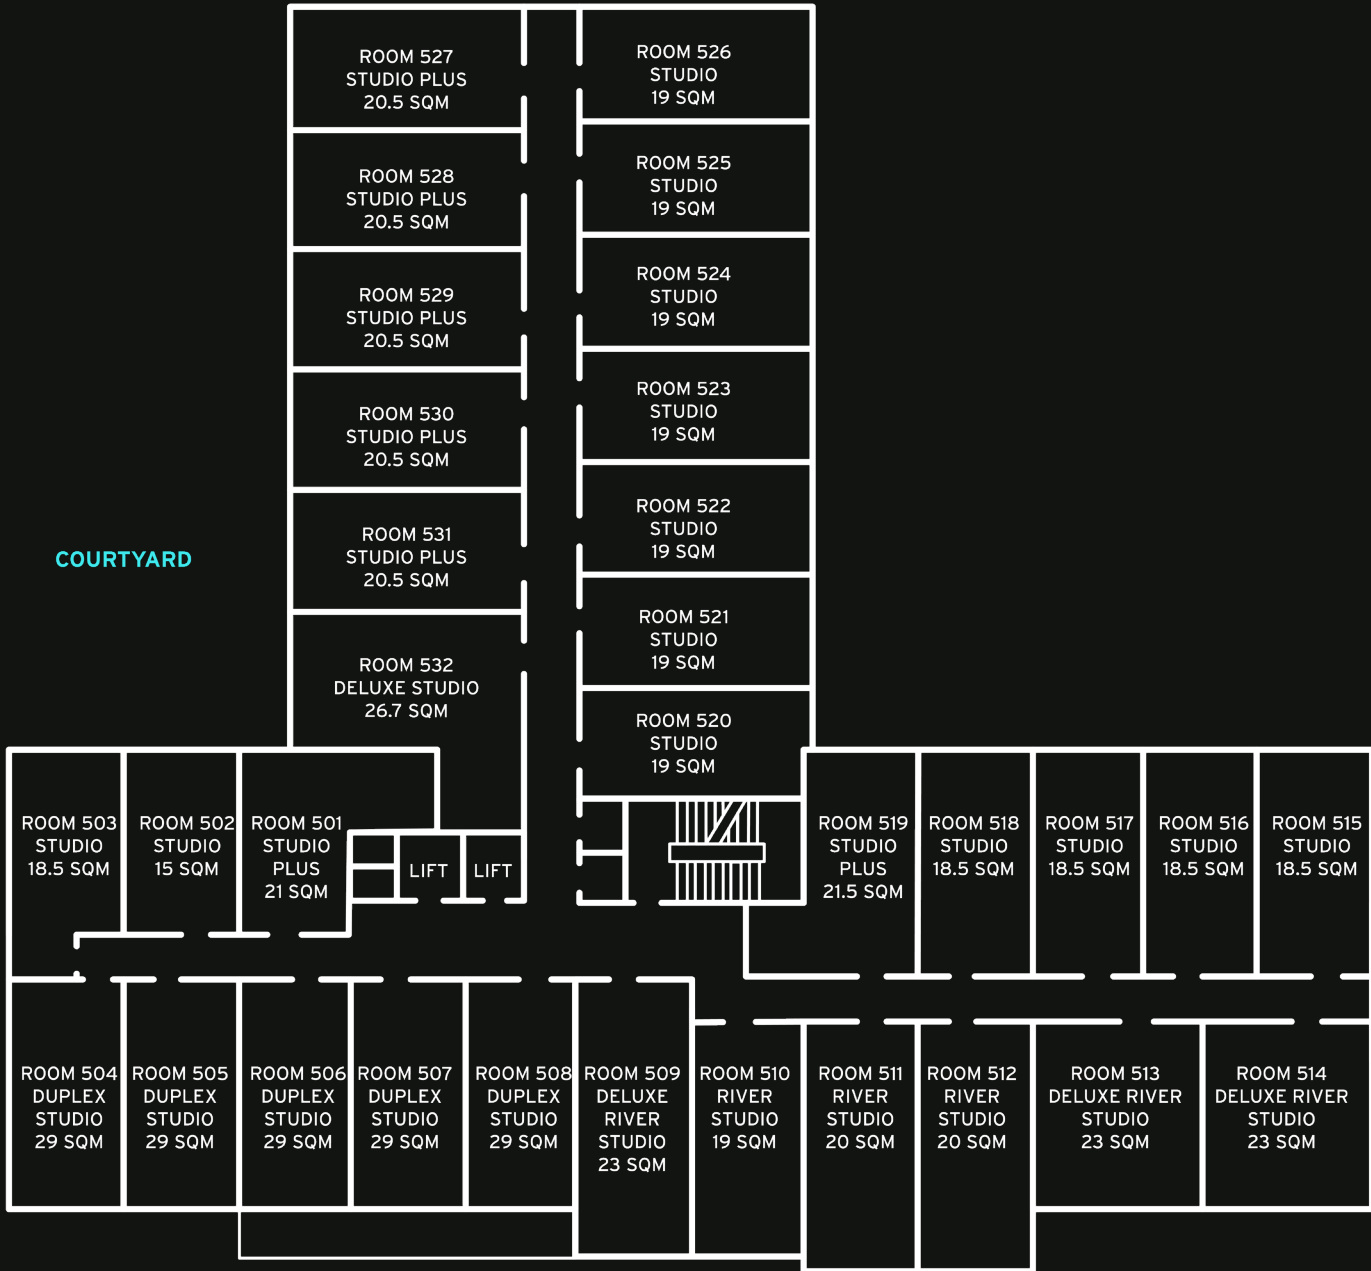 ROOM 527
STUDIO PLUS
20.5 SQM
ROOM 526
STUDIO
19 SQM
ROOM 528
STUDIO PLUS
20.5 SQM
ROOM 525
STUDIO
19 SQM
ROOM 529
STUDIO PLUS
20.5 SQM
ROOM 524
STUDIO
19 SQM
ROOM 530
STUDIO PLUS
20.5 SQM
ROOM 523
STUDIO
19 SQM
COURTYARD
ROOM 531
STUDIO PLUS
20.5 SQM
ROOM 522
STUDIO
19 SQM
ROOM 521
STUDIO
19 SQM
ROOM 532
DELUXE STUDIO
26.7 SQM
ROOM 520
STUDIO
19 SQM
ROOM 503
STUDIO
18.5 SQM
ROOM 502
STUDIO
15 SQM
ROOM 501
STUDIO
PLUS
21 SQM
LIFT
LIFT
ROOM 519
STUDIO
PLUS
21.5 SQM
ROOM 518
STUDIO
18.5 SQM
ROOM 517
STUDIO
18.5 SQM
ROOM 516
STUDIO
18.5 SQM
ROOM 515
STUDIO
18.5 SQM
ROOM 504
DUPLEX
STUDIO
29 SQM
ROOM 505
DUPLEX
STUDIO
29 SQM
ROOM 506
DUPLEX
STUDIO
29 SQM
ROOM 507
DUPLEX
STUDIO
29 SQM
ROOM 508
DUPLEX
STUDIO
29 SQM
ROOM 509
DELUXE
RIVER
STUDIO
23 SQM
ROOM 510
RIVER
STUDIO
19 SQM
ROOM 511
RIVER
STUDIO
20 SQM
ROOM 512
RIVER
STUDIO
20 SQM
ROOM 513
DELUXE RIVER
STUDIO
23 SQM
ROOM 514
DELUXE RIVER
STUDIO
23 SQM